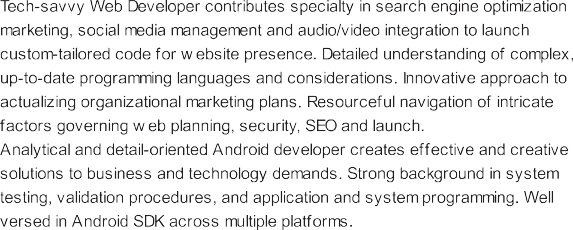 Tech-savvy Web Developer contributes specialty in search engine optimization
marketing, social media management and audio/video integration to launch
custom-tailored code for website presence. Detailed understanding of complex,
up-to-date programming languages and considerations. Innovative approach to
actualizing organizational marketing plans. Resourceful navigation of intricate
factors governing web planning, security, SEO and launch.
Analytical and detail-oriented Android developer creates effective and creative
solutions to business and technology demands. Strong background in system
testing, validation procedures, and application and system programming. Well
versed in Android SDK across multiple platforms.